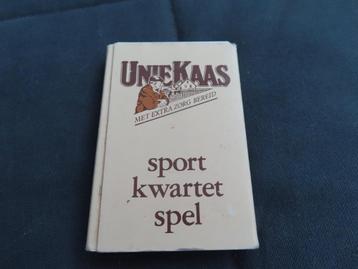 UNIEKAAS
MET EXTRA ZORG BEREID
sport
kwartet
spel